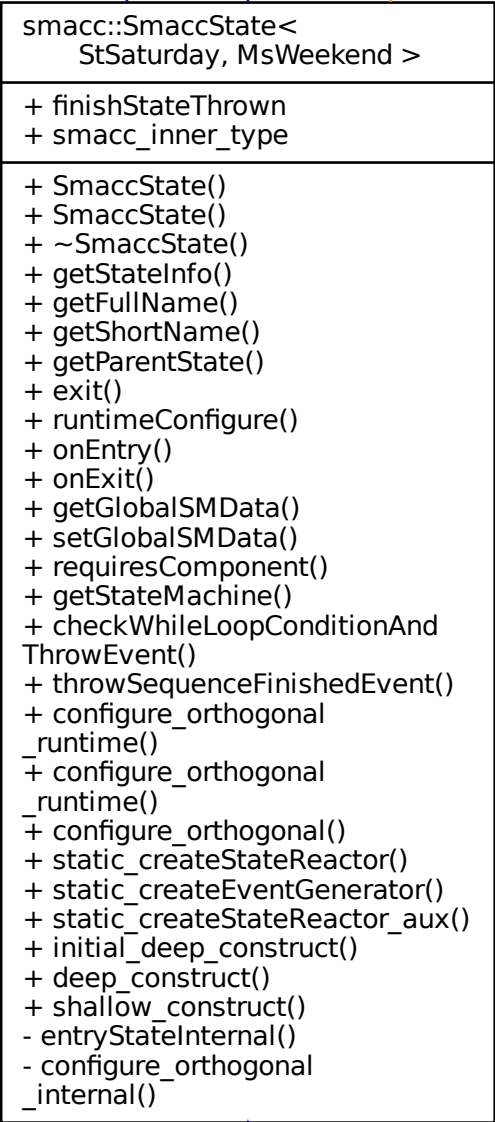 smacc::SmaccState<
StSaturday, MsWeekend >
+ finishStateThrown
+ smacc_inner_type
+ SmaccState()
+ SmaccState()
+ ~SmaccState()
+ getStateInfo()
+ getFullName()
+ getShortName()
+ getParentState()
+ exit()
+ runtimeConfigure()
+ onEntry()
+ onExit()
+ getGlobalSMData()
+ setGlobalSMData()
+ requiresComponent()
+ getStateMachine()
+ checkWhileLoopConditionAnd
ThrowEvent()
+ throwSequenceFinishedEvent()
+ configure_orthogonal
_runtime()
+ configure_orthogonal
_runtime()
+ configure_orthogonal()
+ static_createStateReactor()
+ static_createEventGenerator()
+ static_createStateReactor_aux()
+ initial_deep_construct()
+ deep_construct()
+ shallow_construct()
- entryStateInternal()
- configure_orthogonal
_internal()